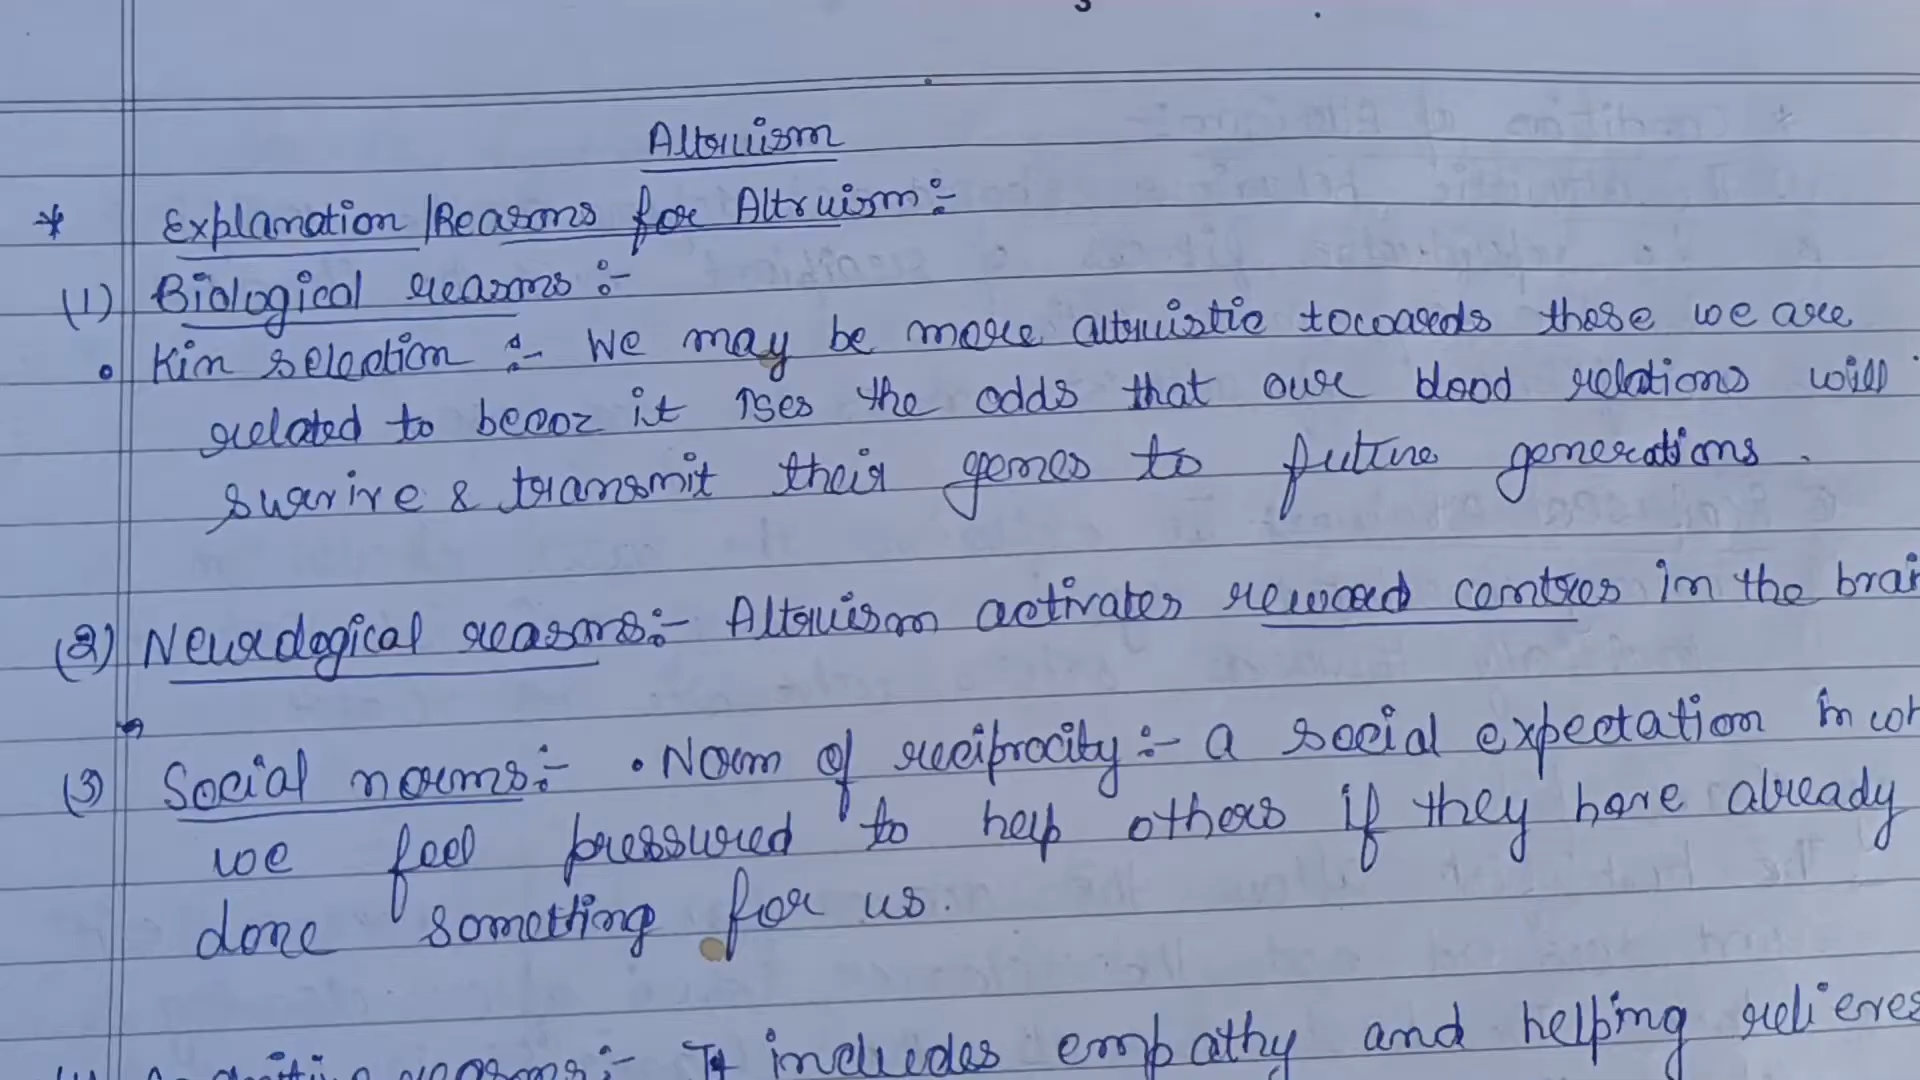 Altruism
* Explanation / Reasons for Altruism :-
(1) Biological reasons :-
• Kin selection :- We may be more altruistic towards those we are
related to becoz it ↑ses the odds that our blood relations will
survive & transmit their genes to future generations.
(2) Neurological reasons :- Altruism activates reward centres in the brai
(3) Social norms :- • Norm of reciprocity :- a social expectation in wh
we feel pressured to help others if they have already
done something for us.
reasons :- It includes empathy and helping relieves